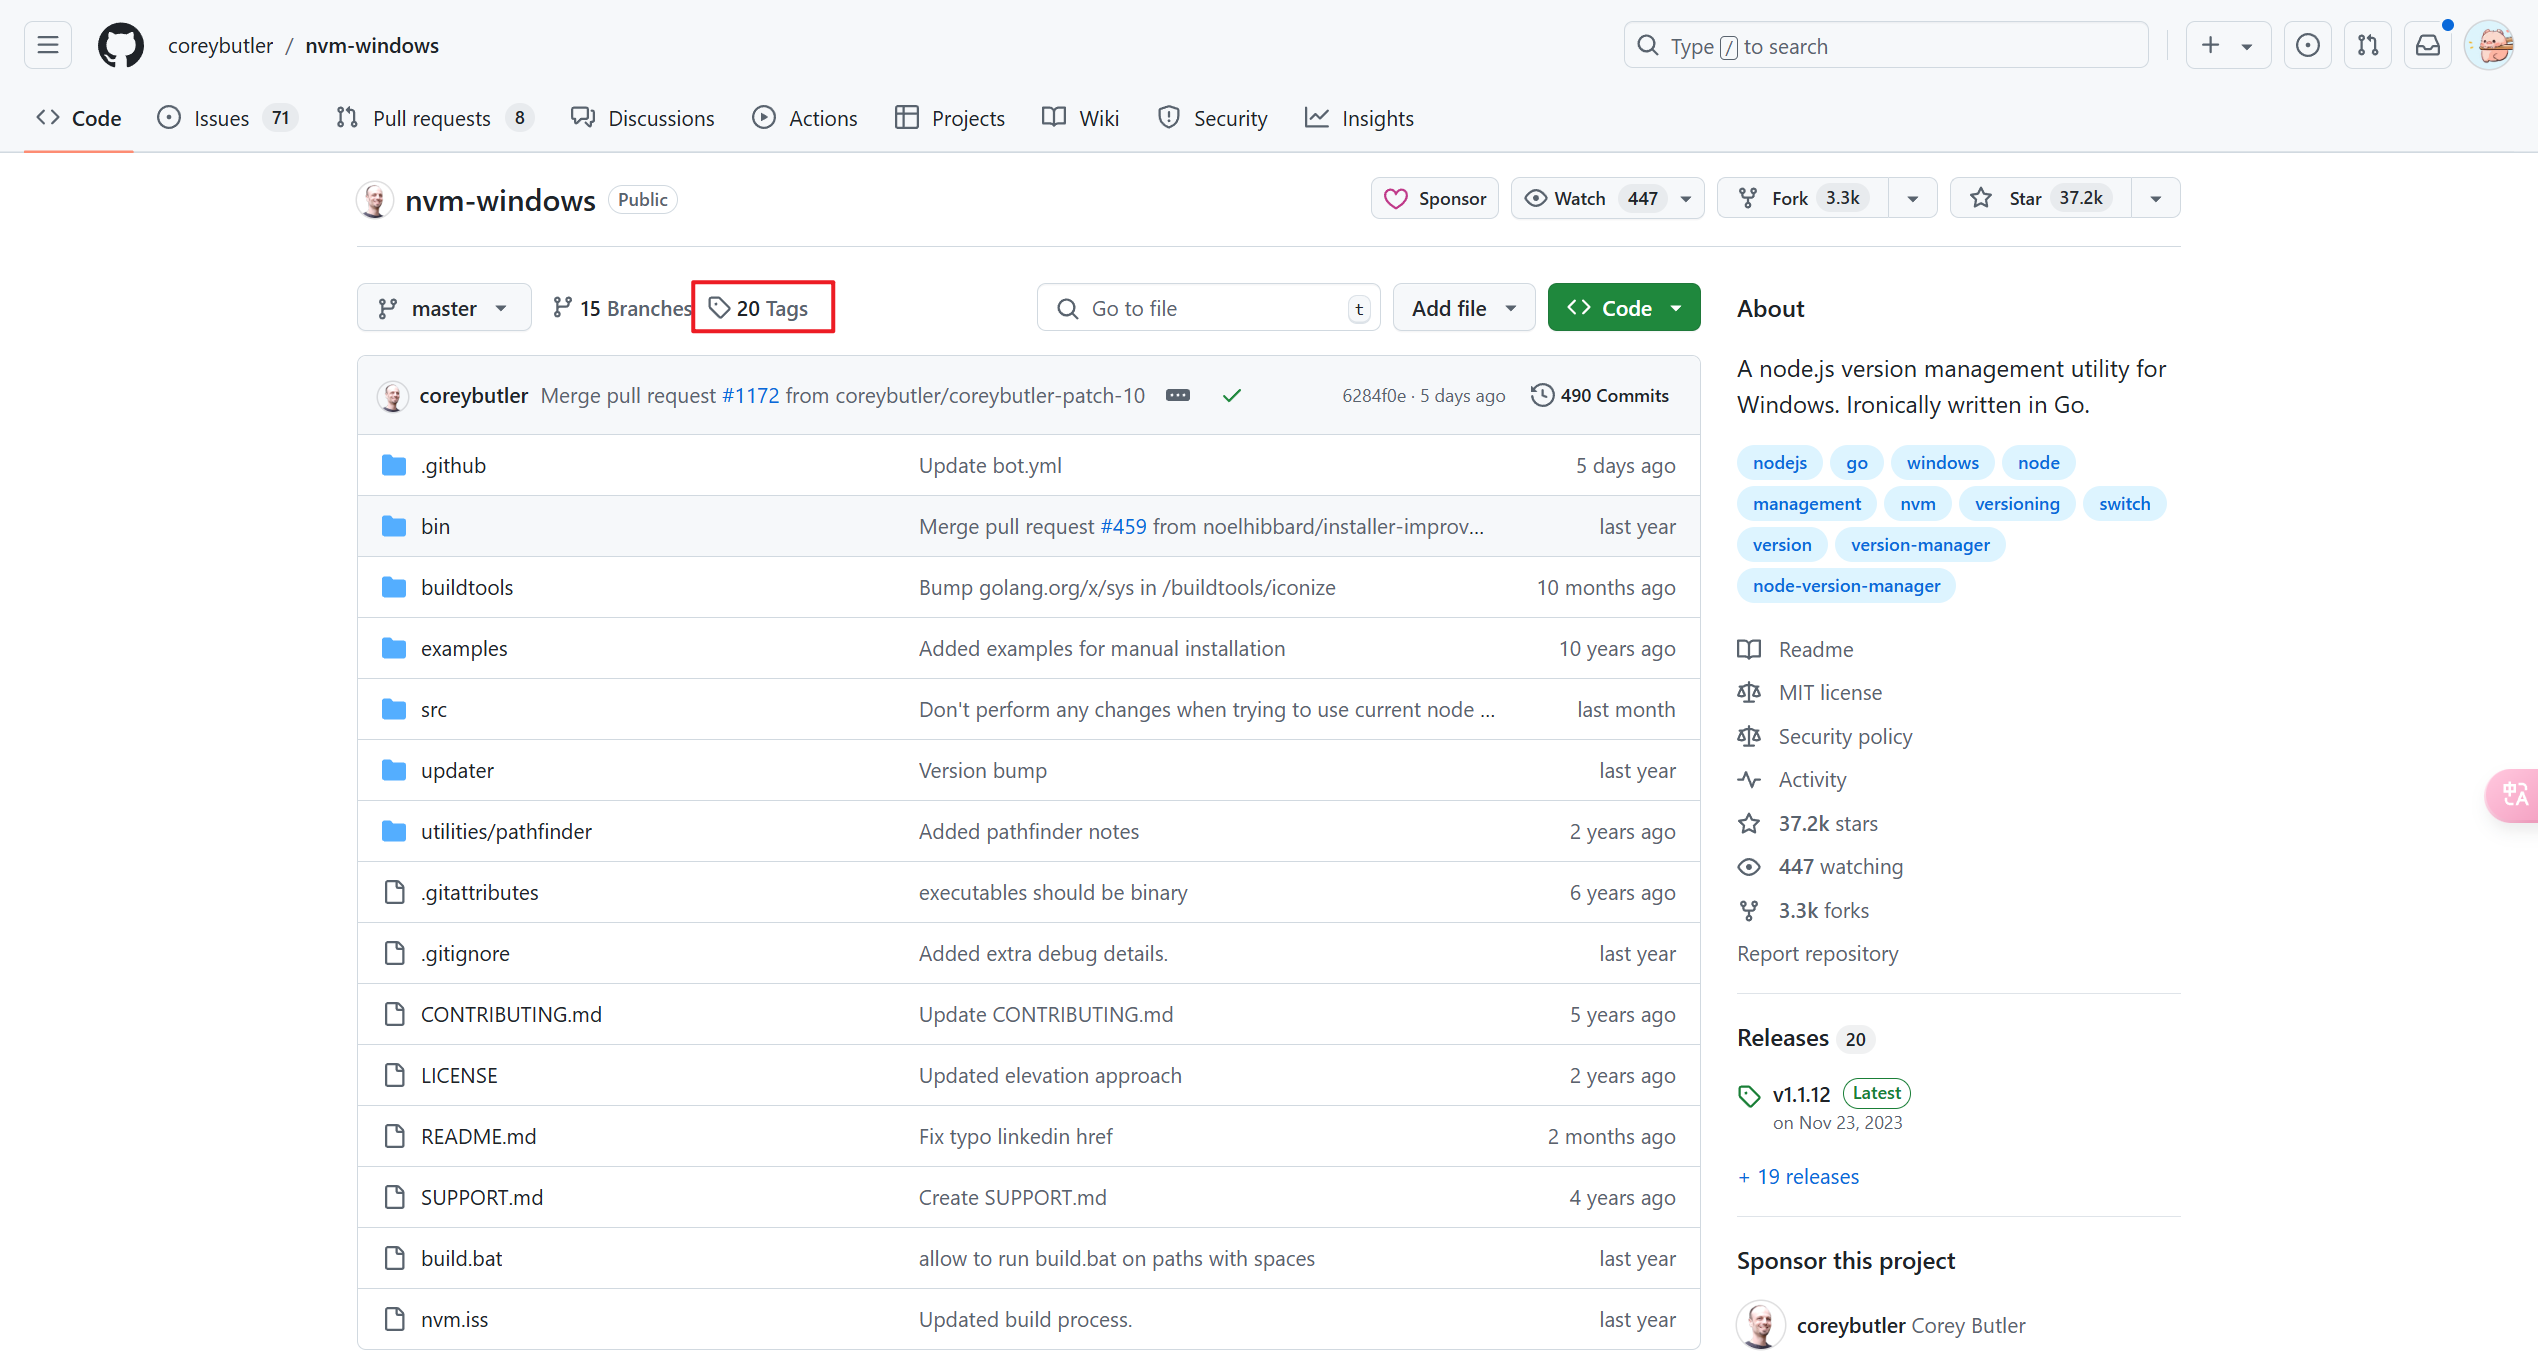 coreybutler / nvm-windows
Type / to search
Code
Issues 71
Pull requests 8
Discussions
Actions
Projects
Wiki
Security
Insights
nvm-windows Public
Sponsor
Watch 447
Fork 3.3k
Star 37.2k
master
15 Branches
20 Tags
Go to file t
Add file
Code
coreybutler Merge pull request #1172 from coreybutler/coreybutler-patch-10 6284f0e · 5 days ago 490 Commits
.github Update bot.yml 5 days ago
bin Merge pull request #459 from noelhibbard/installer-improv... last year
buildtools Bump golang.org/x/sys in /buildtools/iconize 10 months ago
examples Added examples for manual installation 10 years ago
src Don't perform any changes when trying to use current node ... last month
updater Version bump last year
utilities/pathfinder Added pathfinder notes 2 years ago
.gitattributes executables should be binary 6 years ago
.gitignore Added extra debug details. last year
CONTRIBUTING.md Update CONTRIBUTING.md 5 years ago
LICENSE Updated elevation approach 2 years ago
README.md Fix typo linkedin href 2 months ago
SUPPORT.md Create SUPPORT.md 4 years ago
build.bat allow to run build.bat on paths with spaces last year
nvm.iss Updated build process. last year
About
A node.js version management utility for
Windows. Ironically written in Go.
nodejs go windows node
management nvm versioning switch
version version-manager
node-version-manager
Readme
MIT license
Security policy
Activity
37.2k stars
447 watching
3.3k forks
Report repository
Releases 20
v1.1.12 Latest
on Nov 23, 2023
+ 19 releases
Sponsor this project
coreybutler Corey Butler
中A